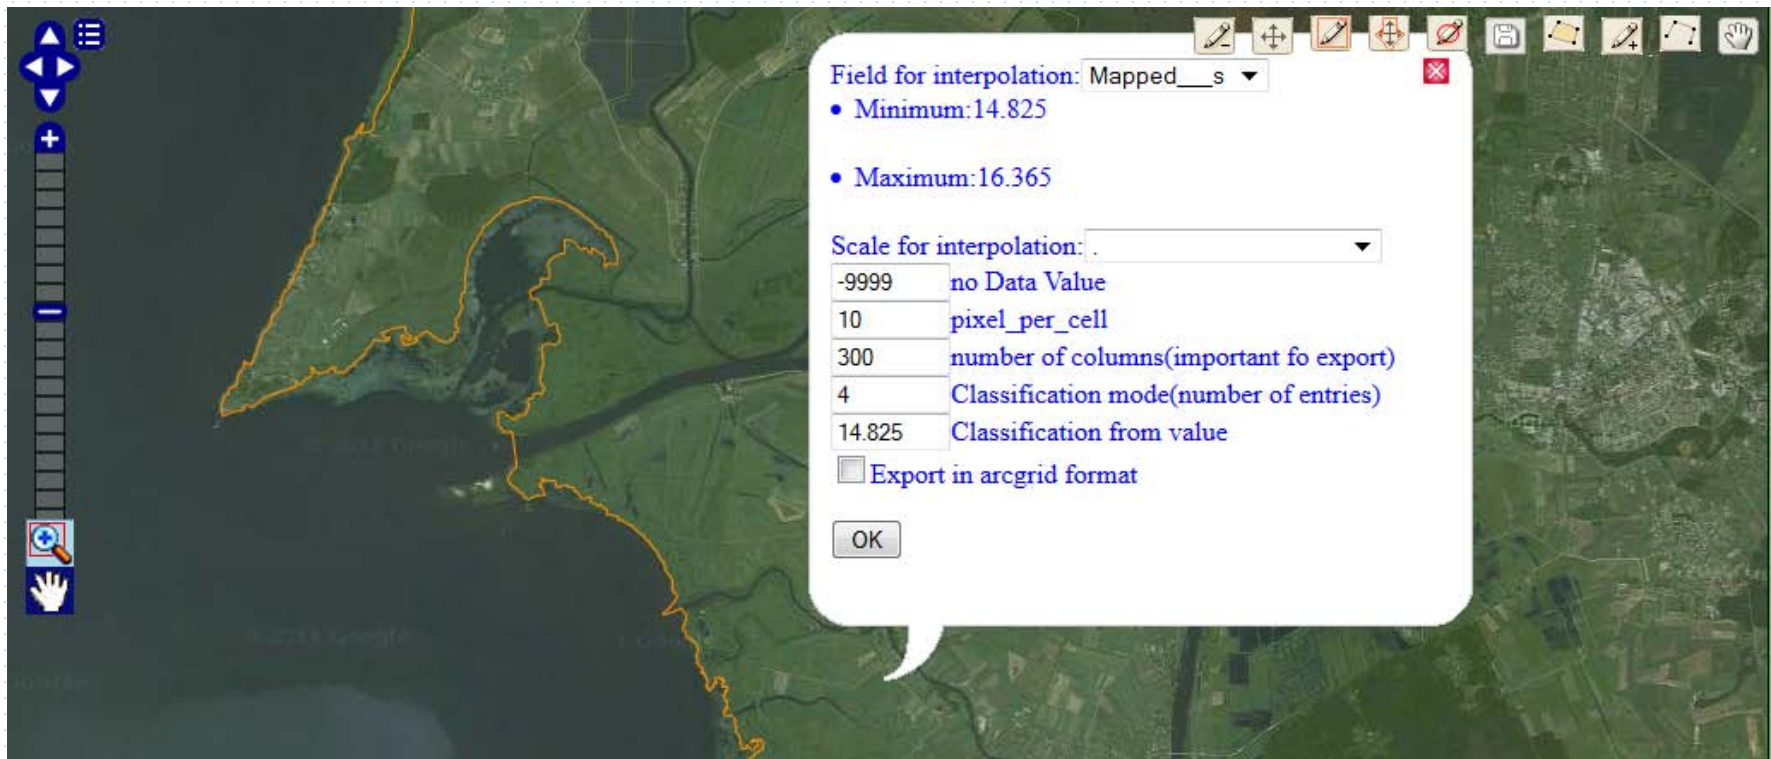 Field for interpolation: Mapped___s
• Minimum:14.825
• Maximum:16.365
Scale for interpolation: .
-9999 no Data Value
10 pixel_per_cell
300 number of columns(important fo export)
4 Classification mode(number of entries)
14.825 Classification from value
Export in arcgrid format
OK
Google